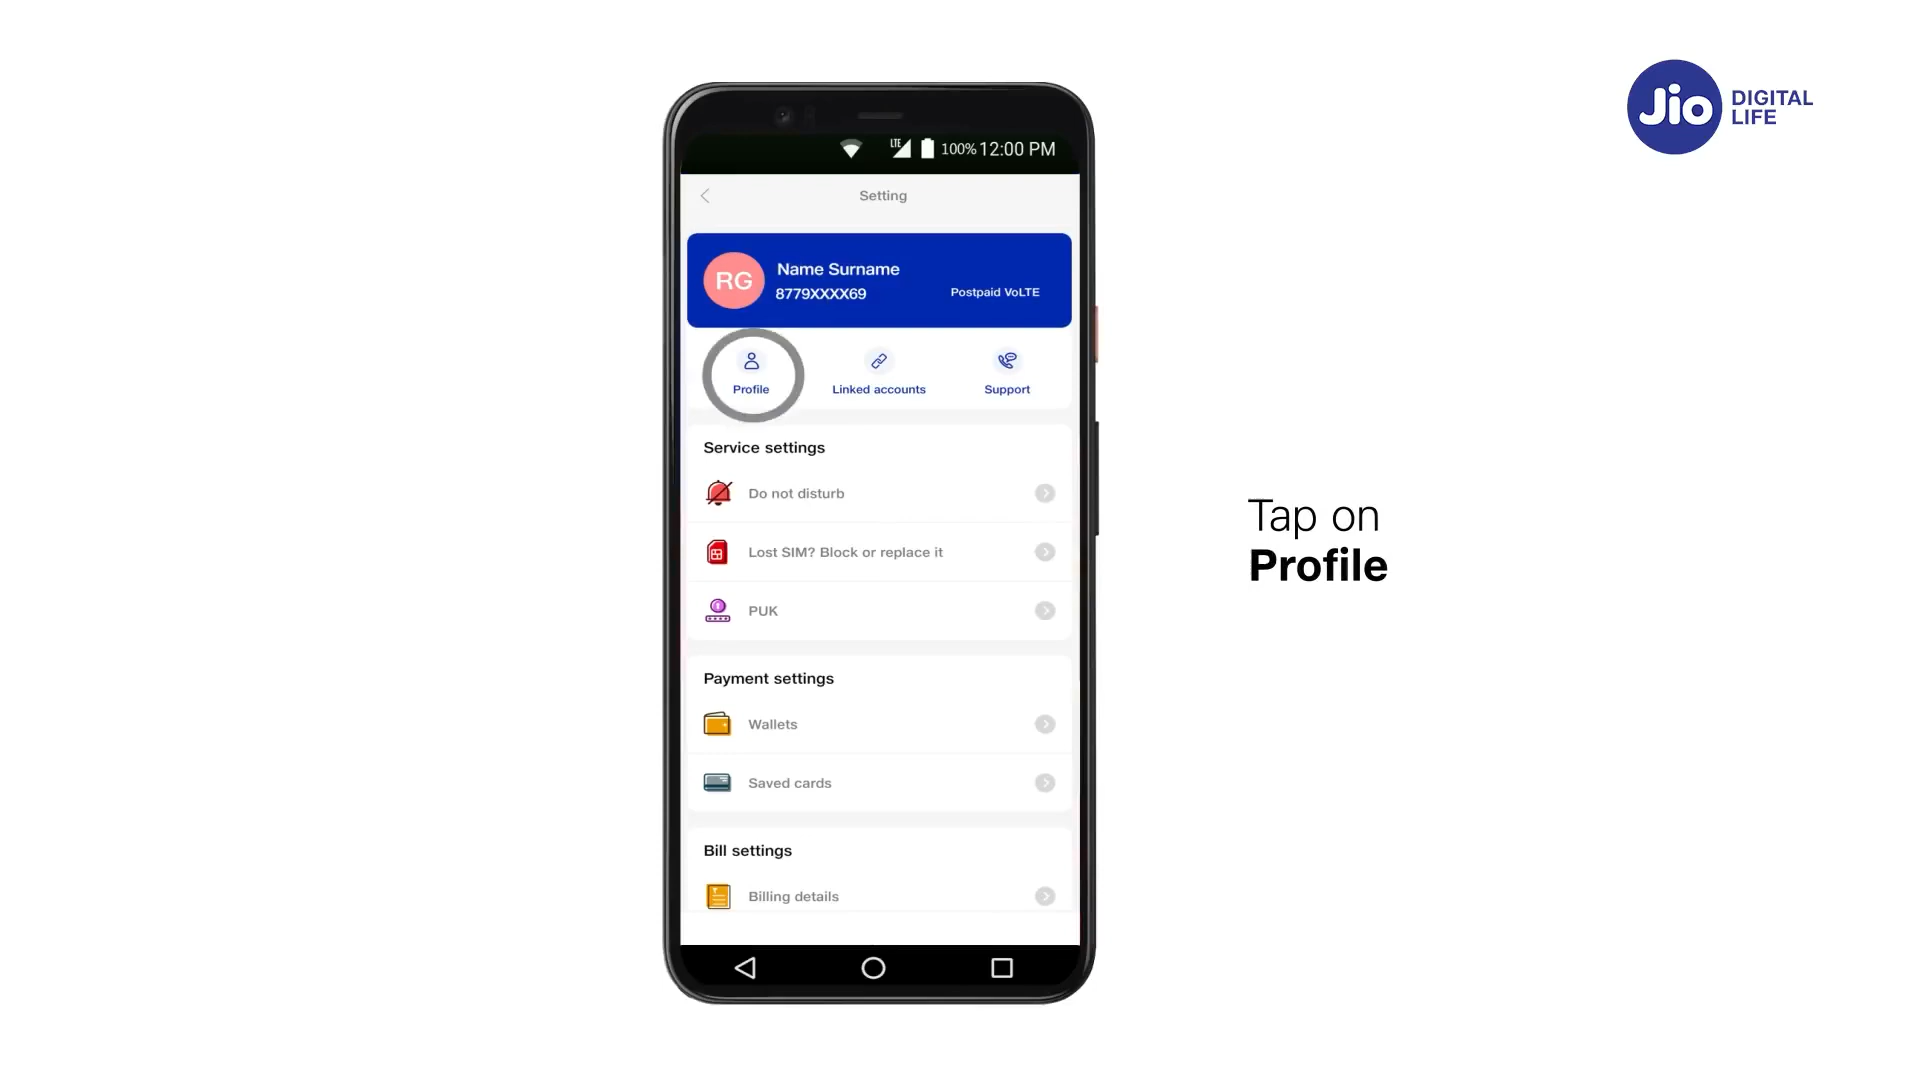 Jio DIGITAL
LIFE
LTE 100% 12:00 PM
Setting
RG
Name Surname
8779XXXX69
Postpaid VoLTE
Profile
Linked accounts
Support
Service settings
Do not disturb
Lost SIM? Block or replace it
PUK
Payment settings
Wallets
Saved cards
Bill settings
Billing details
Tap on
Profile